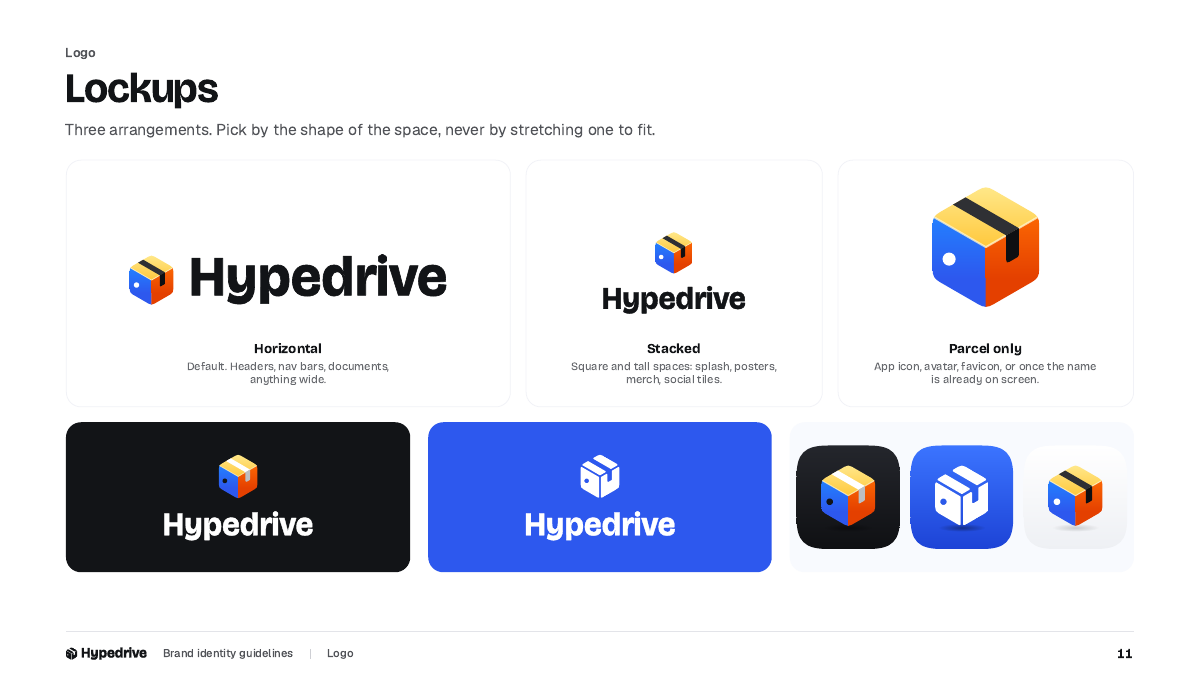 Logo
Lockups
Three arrangements. Pick by the shape of the space, never by stretching one to fit.
Hypedrive
Horizontal
Default. Headers, nav bars, documents,
anything wide.
Hypedrive
Stacked
Square and tall spaces: splash, posters,
merch, social tiles.
Parcel only
App icon, avatar, favicon, or once the name
is already on screen.
Hypedrive
Hypedrive
Hypedrive
Brand identity guidelines
Logo
11